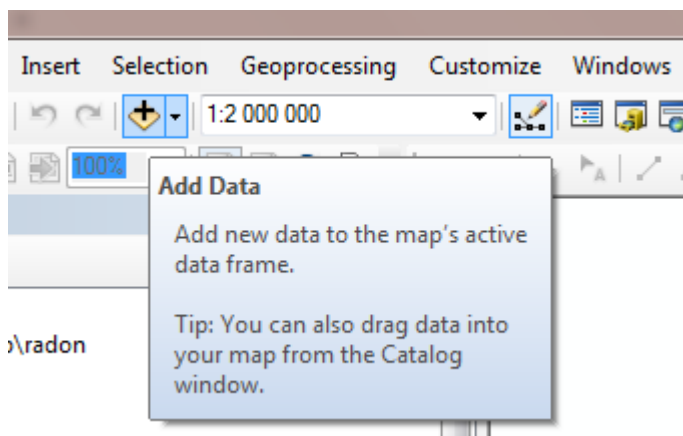 Insert Selection Geoprocessing Customize Windows
1:2 000 000
100%
Add Data
Add new data to the map's active
data frame.
Tip: You can also drag data into
your map from the Catalog
window.
\radon